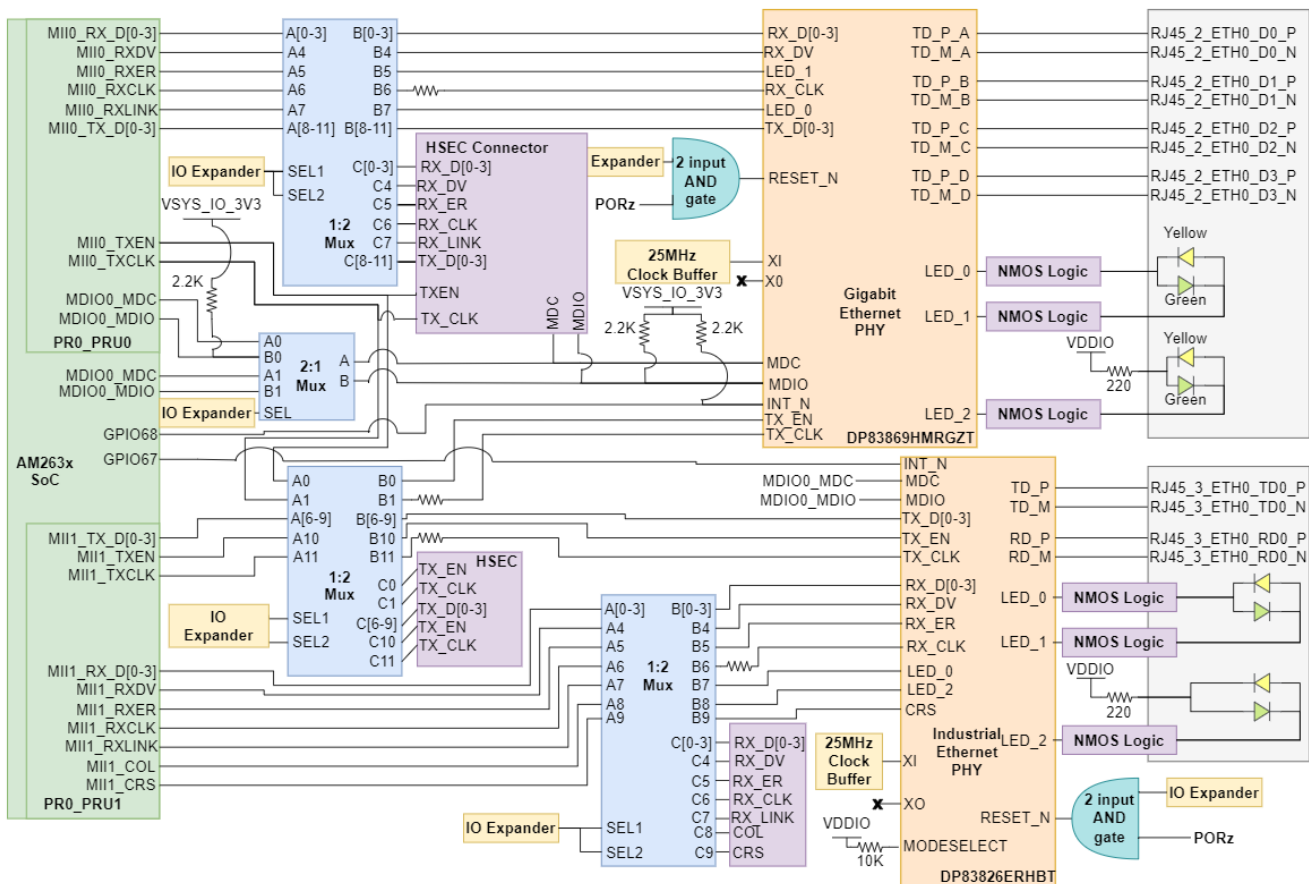 MII0_RX_D[0-3]
MII0_RXDV
MII0_RXER
MII0_RXCLK
MII0_RXLINK
MII0_TX_D[0-3]
MII0_TXEN
MII0_TXCLK
MDIO0_MDC
MDIO0_MDIO
PR0_PRU0
MDIO0_MDC
MDIO0_MDIO
GPIO68
GPIO67
AM263x
SoC
MII1_TX_D[0-3]
MII1_TXEN
MII1_TXCLK
MII1_RX_D[0-3]
MII1_RXDV
MII1_RXER
MII1_RXCLK
MII1_RXLINK
MII1_COL
MII1_CRS
PR0_PRU1
IO Expander
VSYS_IO_3V3
2.2K
A[0-3] B[0-3]
A4 B4
A5 B5
A6 B6
A7 B7
A[8-11] B[8-11]
SEL1
SEL2
C[0-3]
C4
C5
C6
C7
C[8-11]
1:2
Mux
HSEC Connector
RX_D[0-3]
RX_DV
RX_ER
RX_CLK
RX_LINK
TX_D[0-3]
TXEN
TX_CLK
MDC
MDIO
A0
B0
A1
B1
SEL
A
B
2:1
Mux
IO Expander
Expander
PORz
2 input
AND
gate
25MHz
Clock Buffer
VSYS_IO_3V3
2.2K 2.2K
RX_D[0-3]
RX_DV
LED_1
RX_CLK
LED_0
TX_D[0-3]
RESET_N
XI
X0
MDC
MDIO
INT_N
TX_EN
TX_CLK
Gigabit
Ethernet
PHY
DP83869HMRGZT
TD_P_A
TD_M_A
TD_P_B
TD_M_B
TD_P_C
TD_M_C
TD_P_D
TD_M_D
LED_0
LED_1
LED_2
NMOS Logic
NMOS Logic
NMOS Logic
VDDIO
220
RJ45_2_ETH0_D0_P
RJ45_2_ETH0_D0_N
RJ45_2_ETH0_D1_P
RJ45_2_ETH0_D1_N
RJ45_2_ETH0_D2_P
RJ45_2_ETH0_D2_N
RJ45_2_ETH0_D3_P
RJ45_2_ETH0_D3_N
Yellow
Green
Yellow
Green
A0 B0
A1 B1
A[6-9] B[6-9]
A10 B10
A11 B11
1:2
Mux
SEL1
SEL2
C0
C1
C[6-9]
C10
C11
IO
Expander
HSEC
TX_EN
TX_CLK
TX_D[0-3]
TX_EN
TX_CLK
A[0-3] B[0-3]
A4 B4
A5 B5
A6 B6
A7 B7
A8 B8
A9 B9
1:2
Mux
C[0-3]
C4
C5
C6
C7
C8
C9
SEL1
SEL2
IO Expander
RX_D[0-3]
RX_DV
RX_ER
RX_CLK
RX_LINK
COL
CRS
MDIO0_MDC
MDIO0_MDIO
INT_N
MDC
MDIO
TX_D[0-3]
TX_EN
TX_CLK
RX_D[0-3]
RX_DV
RX_ER
RX_CLK
LED_0
LED_2
CRS
XI
XO
MODESELECT
25MHz
Clock
Buffer
VDDIO
10K
Industrial
Ethernet
PHY
DP83826ERHBT
TD_P
TD_M
RD_P
RD_M
LED_0
LED_1
LED_2
RESET_N
NMOS Logic
NMOS Logic
NMOS Logic
VDDIO
220
RJ45_3_ETH0_TD0_P
RJ45_3_ETH0_TD0_N
RJ45_3_ETH0_RD0_P
RJ45_3_ETH0_RD0_N
2 input
AND
gate
IO Expander
PORz